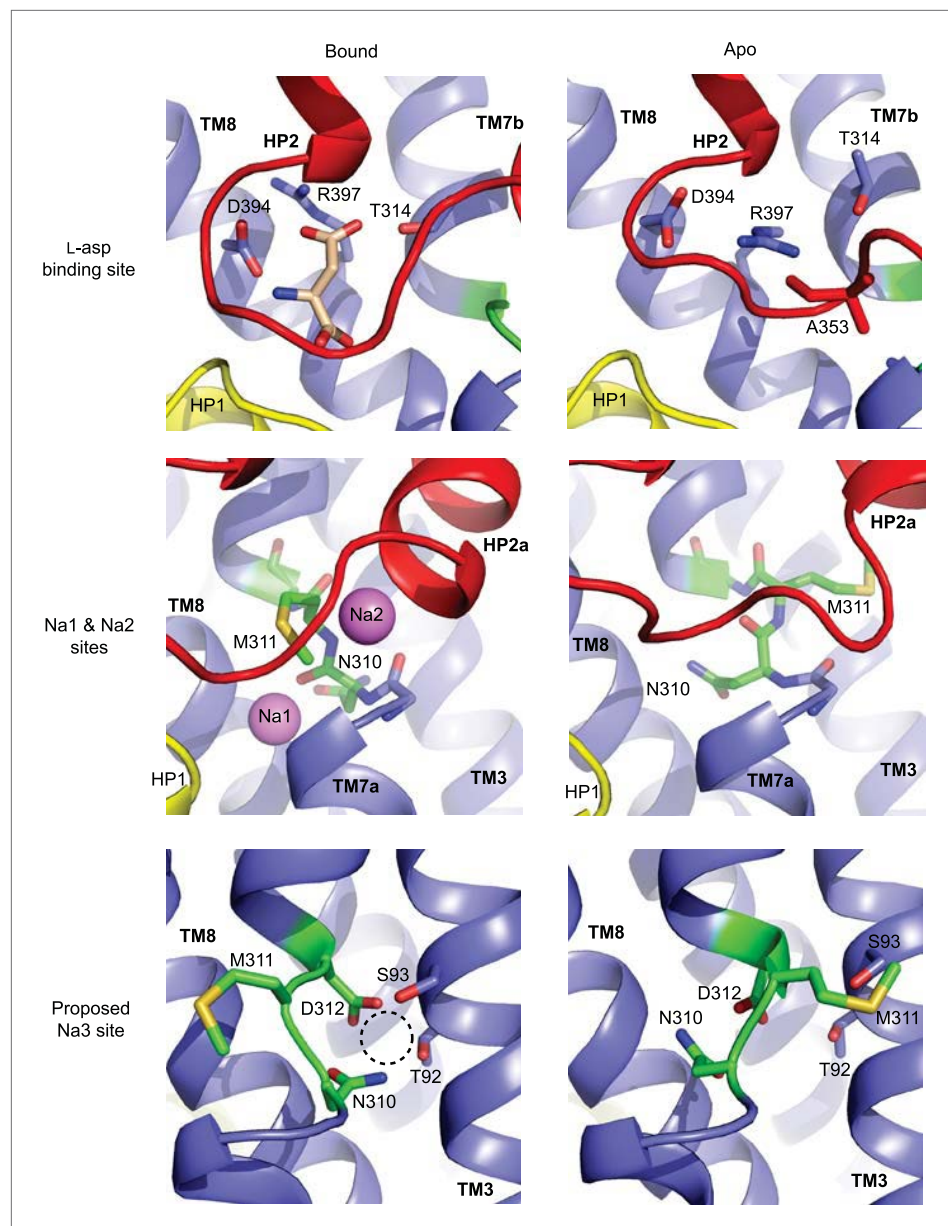 Bound
Apo
L-asp
binding site
TM8
HP2
TM7b
R397
D394
T314
HP1
TM8
TM7b
HP2
T314
D394
R397
A353
HP1
Na1 & Na2
sites
HP2a
TM8
Na2
M311
N310
Na1
HP1
TM7a
TM3
HP2a
M311
TM8
N310
TM7a
TM3
HP1
Proposed
Na3 site
TM8
M311
S93
D312
T92
N310
TM3
TM8
S93
D312
N310
M311
T92
TM3